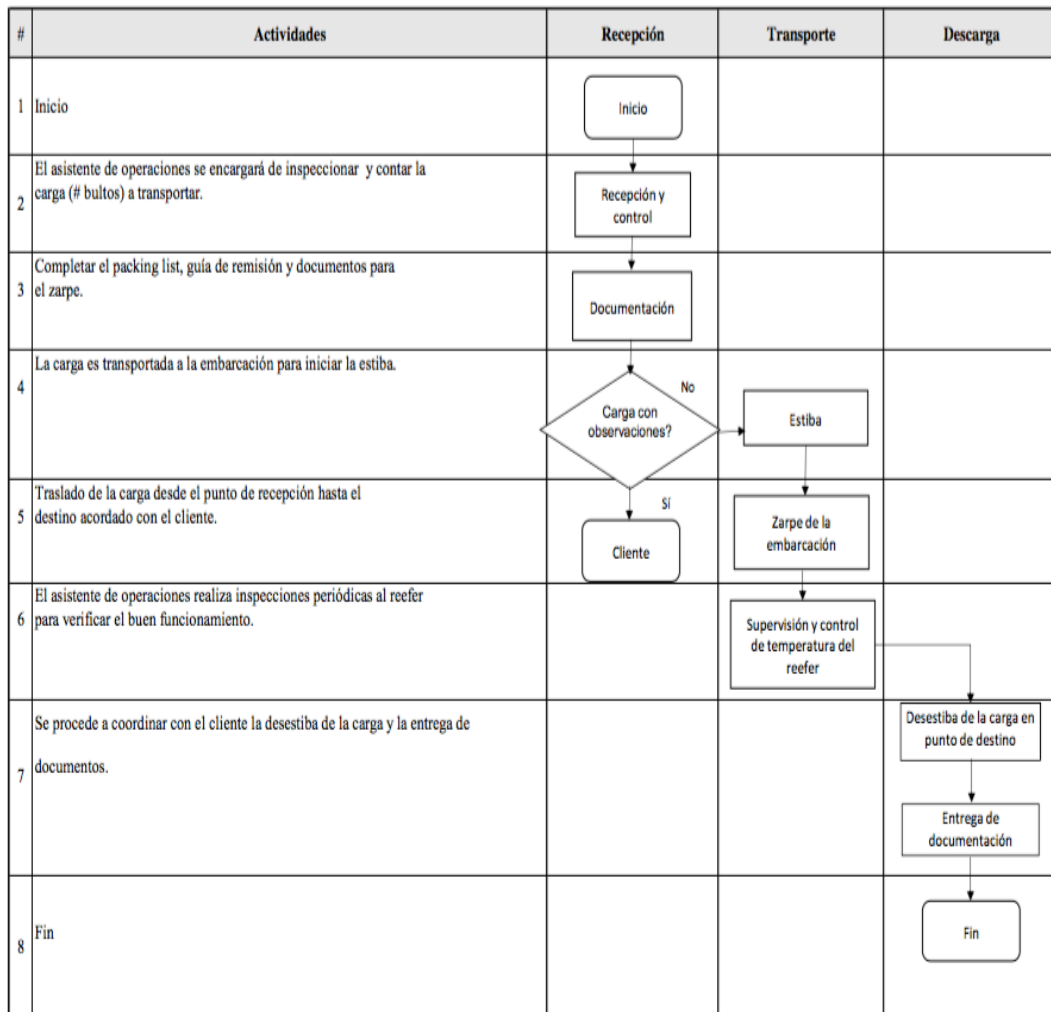 # Actividades Recepción Transporte Descarga
1 Inicio
Inicio
El asistente de operaciones se encargará de inspeccionar y contar la
2 carga (# bultos) a transportar.
Recepción y
control
Completar el packing list, guía de remisión y documentos para
3 el zarpe.
Documentación
La carga es transportada a la embarcación para iniciar la estiba.
4
No
Carga con
observaciones?
Estiba
Traslado de la carga desde el punto de recepción hasta el
5 destino acordado con el cliente.
Sí
Cliente
Zarpe de la
embarcación
El asistente de operaciones realiza inspecciones periódicas al reefer
6 para verificar el buen funcionamiento.
Supervisión y control
de temperatura del
reefer
Se procede a coordinar con el cliente la desestiba de la carga y la entrega de
7 documentos.
Desestiba de la carga en
punto de destino
Entrega de
documentación
8 Fin
Fin